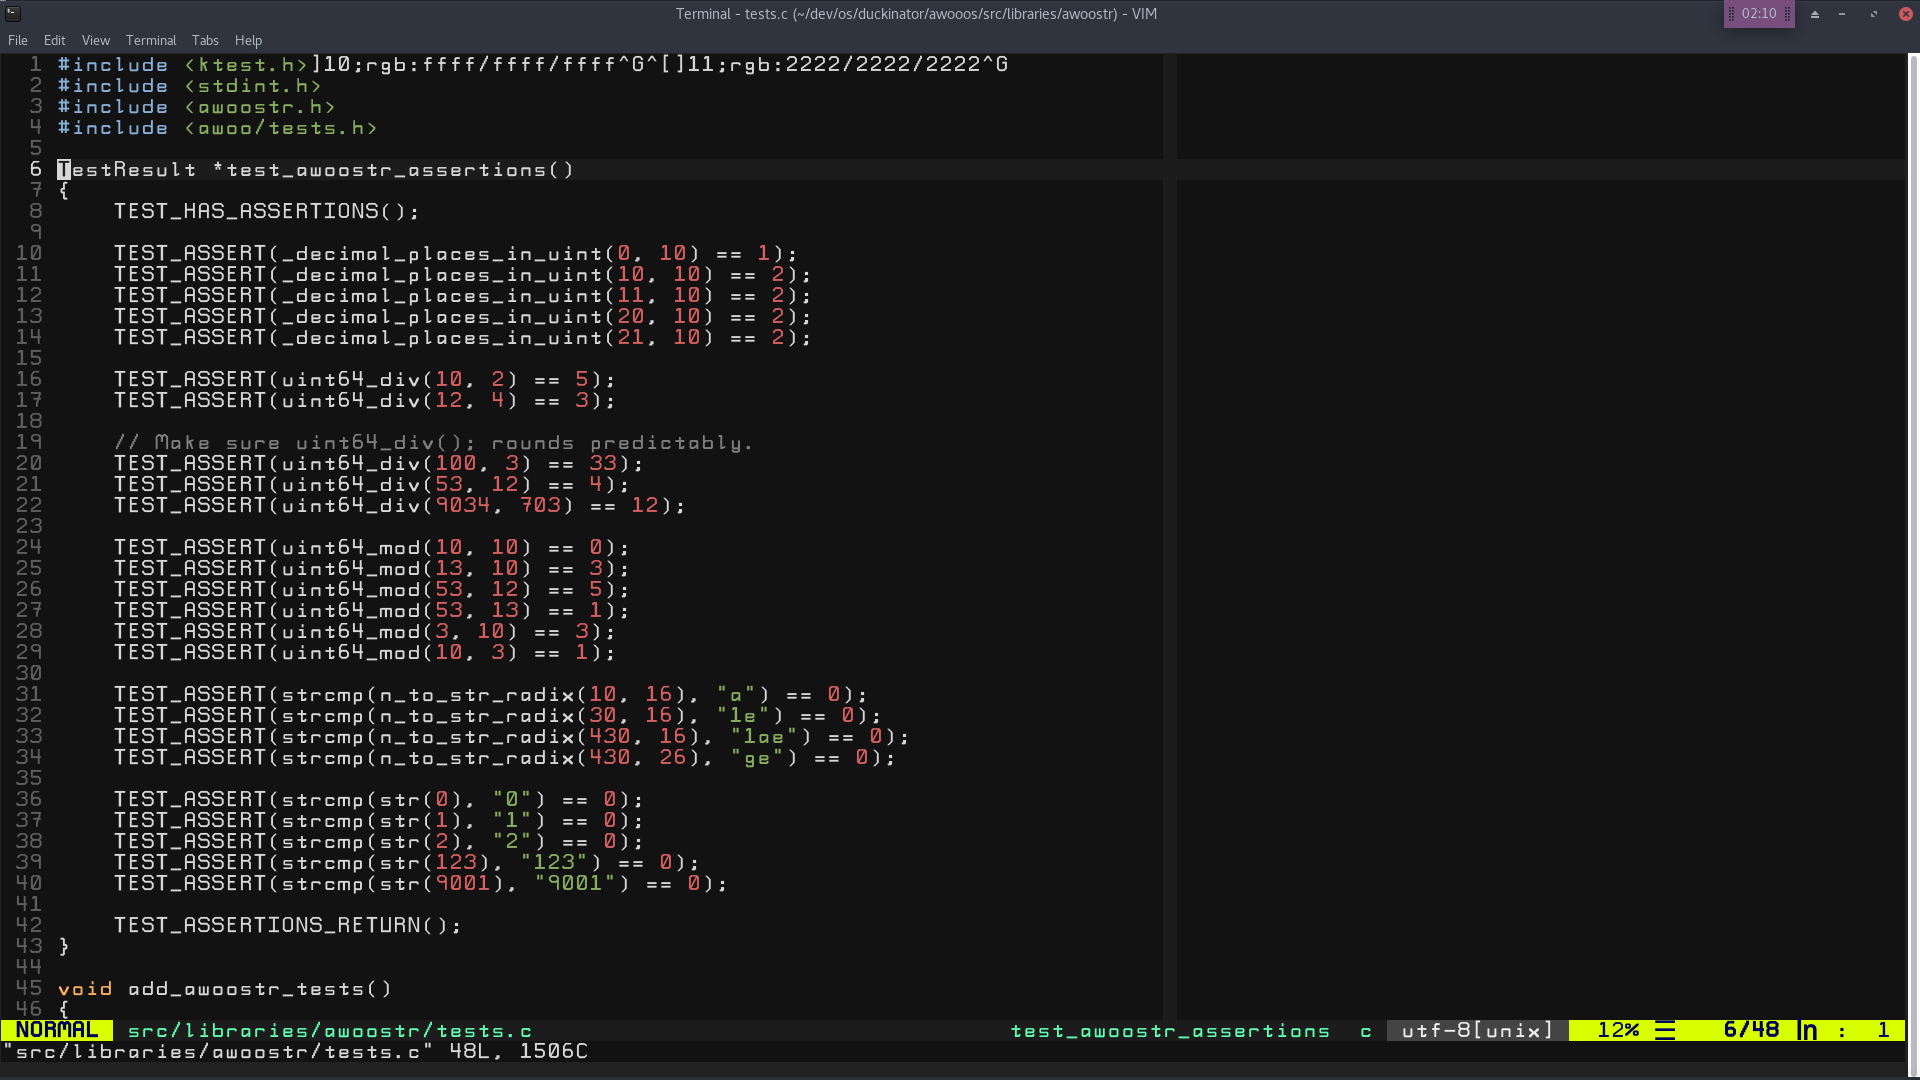 Terminal - tests.c (~/dev/os/duckinator/awooos/src/libraries/awoostr) - VIM
02:10
File Edit View Terminal Tabs Help
1 #include <ktest.h>]10;rgb:ffff/ffff/ffff^G^[]11;rgb:2222/2222/2222^G
2 #include <stdint.h>
3 #include <awoostr.h>
4 #include <awoo/tests.h>
5
6 TestResult *test_awoostr_assertions()
7 {
8     TEST_HAS_ASSERTIONS();
9
10     TEST_ASSERT(_decimal_places_in_uint(0, 10) == 1);
11     TEST_ASSERT(_decimal_places_in_uint(10, 10) == 2);
12     TEST_ASSERT(_decimal_places_in_uint(11, 10) == 2);
13     TEST_ASSERT(_decimal_places_in_uint(20, 10) == 2);
14     TEST_ASSERT(_decimal_places_in_uint(21, 10) == 2);
15
16     TEST_ASSERT(uint64_div(10, 2) == 5);
17     TEST_ASSERT(uint64_div(12, 4) == 3);
18
19     // Make sure uint64_div(); rounds predictably.
20     TEST_ASSERT(uint64_div(100, 3) == 33);
21     TEST_ASSERT(uint64_div(53, 12) == 4);
22     TEST_ASSERT(uint64_div(9034, 703) == 12);
23
24     TEST_ASSERT(uint64_mod(10, 10) == 0);
25     TEST_ASSERT(uint64_mod(13, 10) == 3);
26     TEST_ASSERT(uint64_mod(53, 12) == 5);
27     TEST_ASSERT(uint64_mod(53, 13) == 1);
28     TEST_ASSERT(uint64_mod(3, 10) == 3);
29     TEST_ASSERT(uint64_mod(10, 3) == 1);
30
31     TEST_ASSERT(strcmp(n_to_str_radix(10, 16), "a") == 0);
32     TEST_ASSERT(strcmp(n_to_str_radix(30, 16), "1e") == 0);
33     TEST_ASSERT(strcmp(n_to_str_radix(430, 16), "1ae") == 0);
34     TEST_ASSERT(strcmp(n_to_str_radix(430, 26), "ge") == 0);
35
36     TEST_ASSERT(strcmp(str(0), "0") == 0);
37     TEST_ASSERT(strcmp(str(1), "1") == 0);
38     TEST_ASSERT(strcmp(str(2), "2") == 0);
39     TEST_ASSERT(strcmp(str(123), "123") == 0);
40     TEST_ASSERT(strcmp(str(9001), "9001") == 0);
41
42     TEST_ASSERTIONS_RETURN();
43 }
44
45 void add_awoostr_tests()
46 {
NORMAL src/libraries/awoostr/tests.c test_awoostr_assertions c utf-8[unix] 12% ☰ 6/48 ln : 1
"src/libraries/awoostr/tests.c" 48L, 1506C